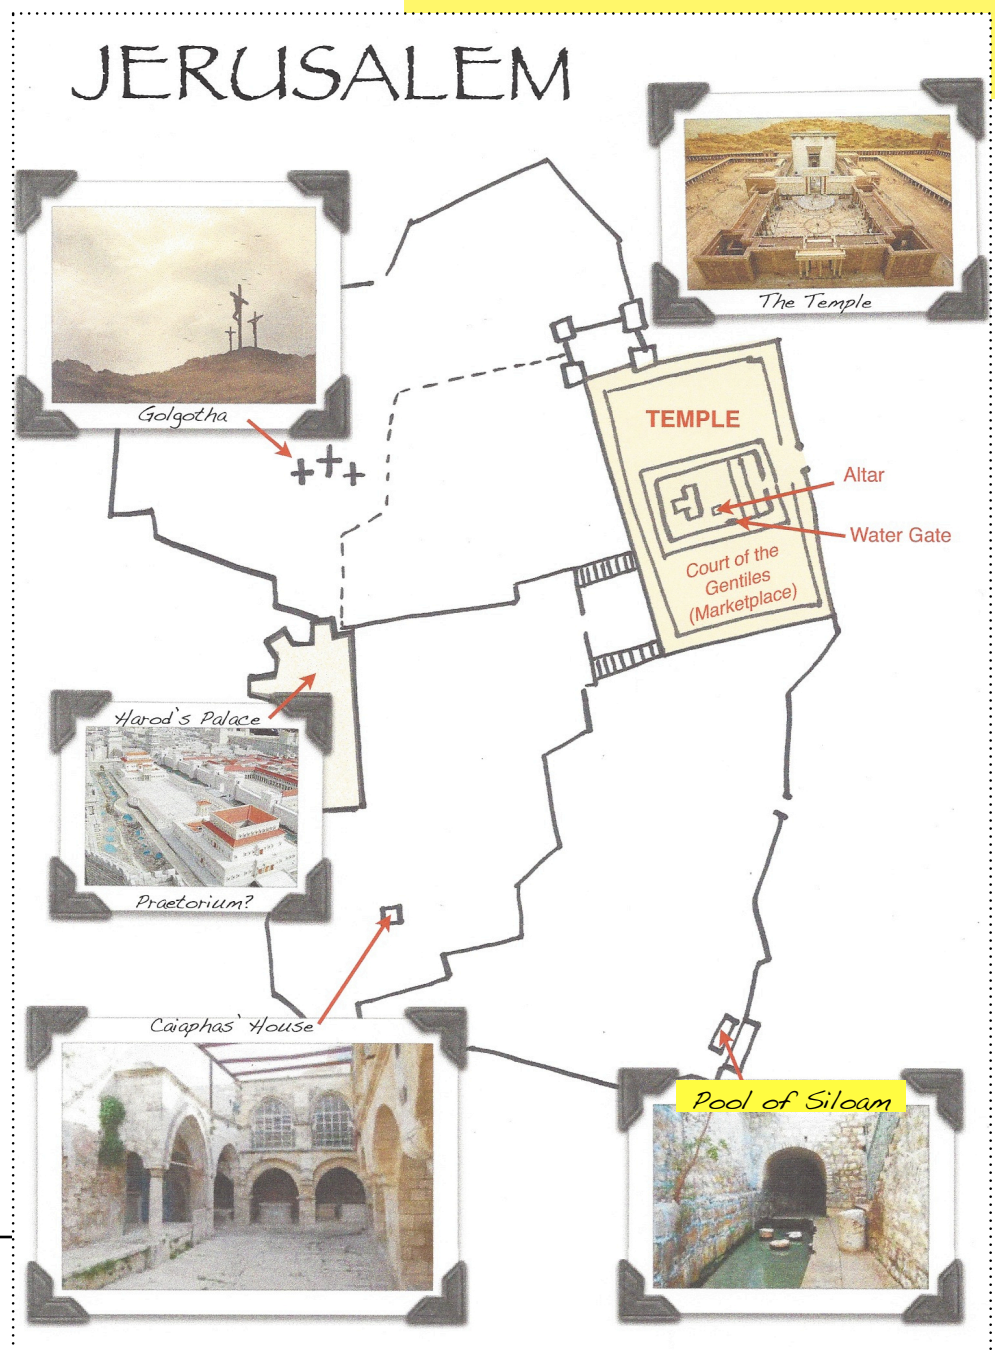 JERUSALEM
The Temple
Golgotha
TEMPLE
Altar
Water Gate
Court of the
Gentiles
(Marketplace)
Harod's Palace
Praetorium?
Caiaphas' House
Pool of Siloam